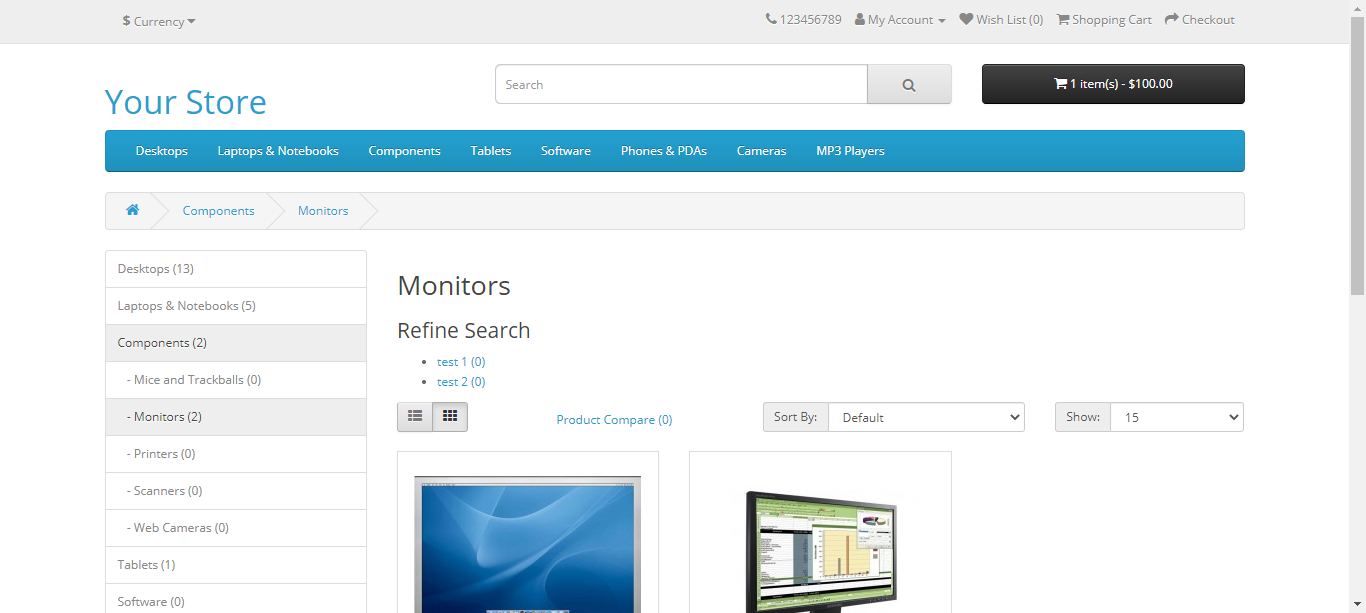 $ Currency
123456789 My Account Wish List (0) Shopping Cart Checkout
Your Store
Search
1 item(s) - $100.00
Desktops Laptops & Notebooks Components Tablets Software Phones & PDAs Cameras MP3 Players
Components Monitors
Desktops (13)
Laptops & Notebooks (5)
Components (2)
- Mice and Trackballs (0)
- Monitors (2)
- Printers (0)
- Scanners (0)
- Web Cameras (0)
Tablets (1)
Software (0)
Monitors
Refine Search
test 1 (0)
test 2 (0)
Product Compare (0)
Sort By: Default
Show: 15